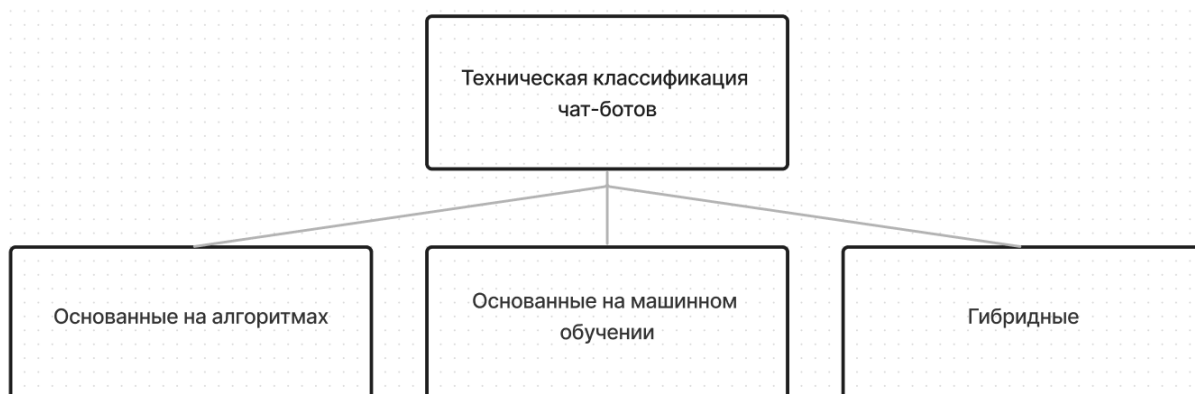 Техническая классификация
чат-ботов
Основанные на алгоритмах
Основанные на машинном
обучении
Гибридные